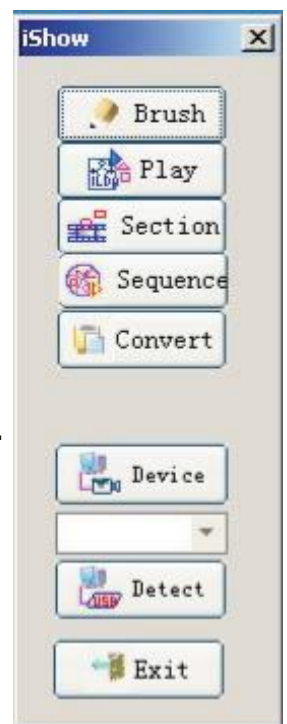 iShow
Brush
Play
Section
Sequence
Convert
Device
Detect
Exit